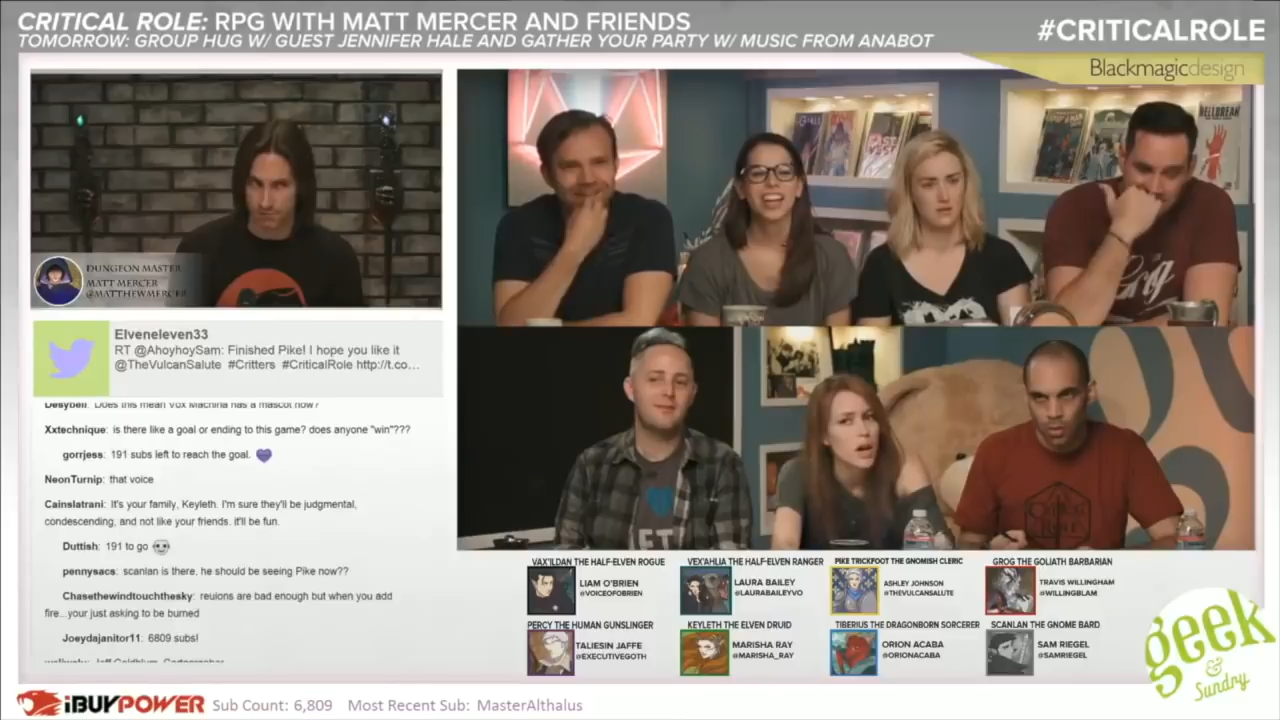 CRITICAL ROLE: RPG WITH MATT MERCER AND FRIENDS
TOMORROW: GROUP HUG W/ GUEST JENNIFER HALE AND GATHER YOUR PARTY W/ MUSIC FROM ANABOT
#CRITICALROLE
Blackmagicdesign
DUNGEON MASTER
MATT MERCER
@MATTHEWMERCER
HELLBREAK
Grog
Elveneleven33
RT @AhoyhoySam: Finished Pike! I hope you like it
@TheVulcanSalute #Critters #CriticalRole http://t.co…
Desybell: Does this mean Vox Machina has a mascot now?
Xxtechnique: is there like a goal or ending to this game? does anyone "win"???
gorrjess: 191 subs left to reach the goal.
NeonTurnip: that voice
Cainslatrani: It's your family, Keyleth. I'm sure they'll be judgmental,
condescending, and not like your friends. it'll be fun.
Duttish: 191 to go
pennysacs: scanlan is there, he should be seeing Pike now??
Chasethewindtouchthesky: reuions are bad enough but when you add
fire...your just asking to be burned
Joeydajanitor11: 6809 subs!
VAX'ILDAN THE HALF-ELVEN ROGUE
LIAM O'BRIEN
@VOICEOFOBRIEN
VEX'AHLIA THE HALF-ELVEN RANGER
LAURA BAILEY
@LAURABAILEYVO
PIKE TRICKFOOT THE GNOMISH CLERIC
ASHLEY JOHNSON
@THEVULCANSALUTE
GROG THE GOLIATH BARBARIAN
TRAVIS WILLINGHAM
@WILLINGBLAM
PERCY THE HUMAN GUNSLINGER
TALIESIN JAFFE
@EXECUTIVEGOTH
KEYLETH THE ELVEN DRUID
MARISHA RAY
@MARISHA_RAY
TIBERIUS THE DRAGONBORN SORCERER
ORION ACABA
@ORIONACABA
SCANLAN THE GNOME BARD
SAM RIEGEL
@SAMRIEGEL
geek
&
Sundry
iBUYPOWER
Sub Count: 6,809 Most Recent Sub: MasterAlthalus